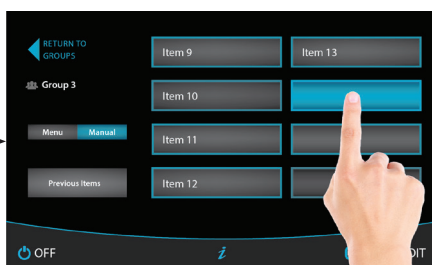 RETURN TO
GROUPS
Group 3
Menu
Manual
Previous Items
Item 9
Item 13
Item 10
Item 11
Item 12
OFF
i